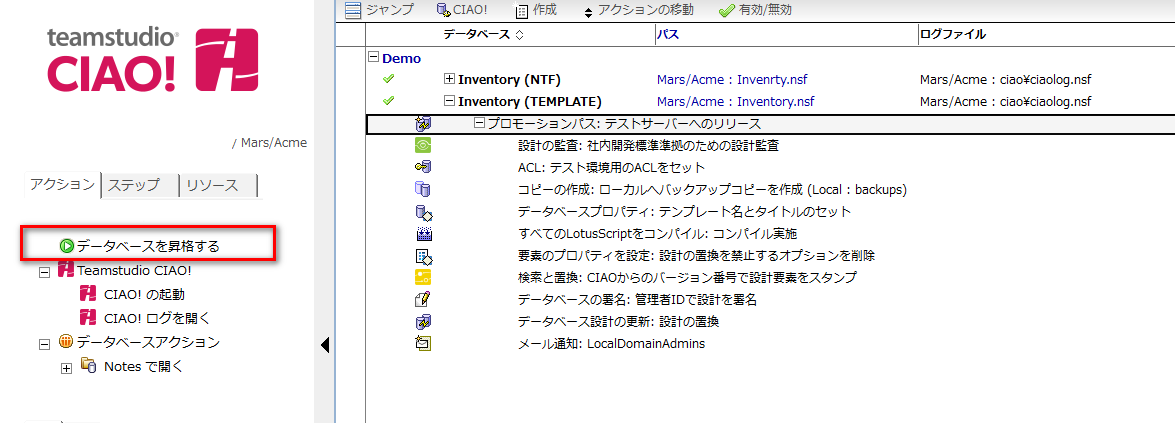 ジャンプ CIAO! 作成 アクションの移動 有効/無効
teamstudio
CIAO!
/ Mars/Acme
アクション ステップ リソース
データベースを昇格する
Teamstudio CIAO!
CIAO! の起動
CIAO! ログを開く
データベースアクション
Notes で開く
データベース パス ログファイル
Demo
Inventory (NTF) Mars/Acme : Invenrty.nsf Mars/Acme : ciao¥ciaolog.nsf
Inventory (TEMPLATE) Mars/Acme : Inventory.nsf Mars/Acme : ciao¥ciaolog.nsf
プロモーションパス: テストサーバーへのリリース
設計の監査: 社内開発標準準拠のための設計監査
ACL: テスト環境用のACLをセット
コピーの作成: ローカルへバックアップコピーを作成 (Local : backups)
データベースプロパティ: テンプレート名とタイトルのセット
すべてのLotusScriptをコンパイル: コンパイル実施
要素のプロパティを設定: 設計の置換を禁止するオプションを削除
検索と置換: CIAOからのバージョン番号で設計要素をスタンプ
データベースの署名: 管理者IDで設計を署名
データベース設計の更新: 設計の置換
メール通知: LocalDomainAdmins